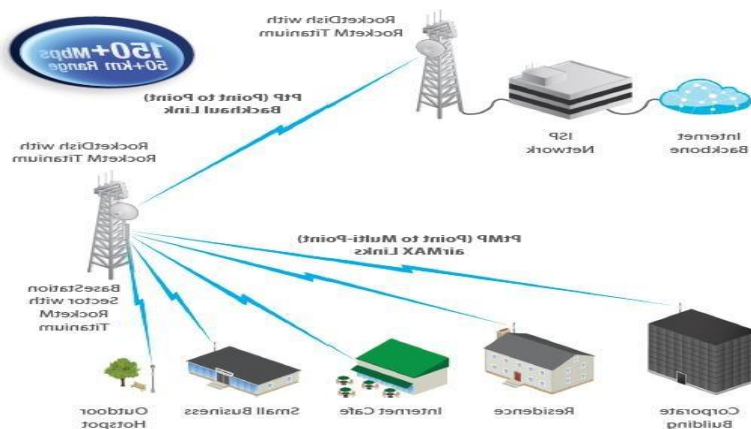 150+Mbps
50+km Range
RocketDish with
RocketM Titanium
PtP (Point to Point)
Backhaul Link
Internet
Backbone
ISP
Network
RocketDish with
RocketM Titanium
PtMP (Point to Multi-Point)
airMAX Links
BaseStation
Sector with
RocketM
Titanium
Outdoor
Hotspot
Small Business
Internet Cafe
Residence
Corporate
Building